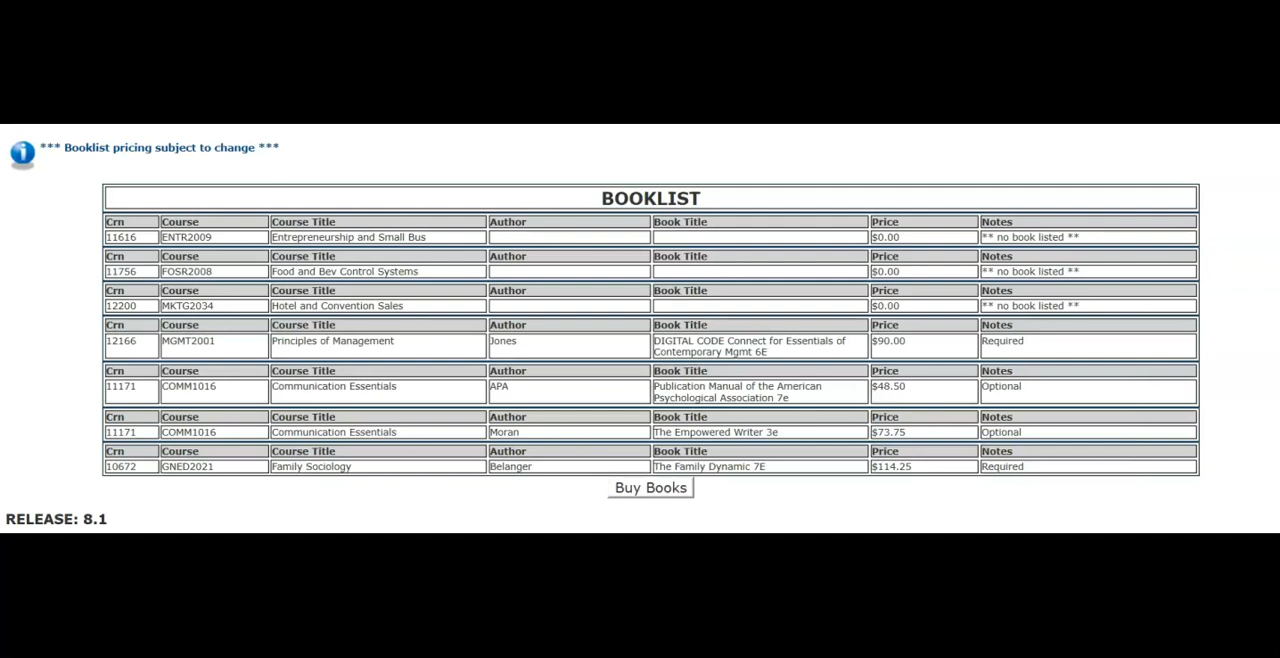 *** Booklist pricing subject to change ***
BOOKLIST
Crn Course Course Title Author Book Title Price Notes
11616 ENTR2009 Entrepreneurship and Small Bus $0.00 ** no book listed **
Crn Course Course Title Author Book Title Price Notes
11756 FOSR2008 Food and Bev Control Systems $0.00 ** no book listed **
Crn Course Course Title Author Book Title Price Notes
12200 MKTG2034 Hotel and Convention Sales $0.00 ** no book listed **
Crn Course Course Title Author Book Title Price Notes
12166 MGMT2001 Principles of Management Jones DIGITAL CODE Connect for Essentials of $90.00 Required
Contemporary Mgmt 6E
Crn Course Course Title Author Book Title Price Notes
11171 COMM1016 Communication Essentials APA Publication Manual of the American $48.50 Optional
Psychological Association 7e
Crn Course Course Title Author Book Title Price Notes
11171 COMM1016 Communication Essentials Moran The Empowered Writer 3e $73.75 Optional
Crn Course Course Title Author Book Title Price Notes
10672 GNED2021 Family Sociology Belanger The Family Dynamic 7E $114.25 Required
Buy Books
RELEASE: 8.1